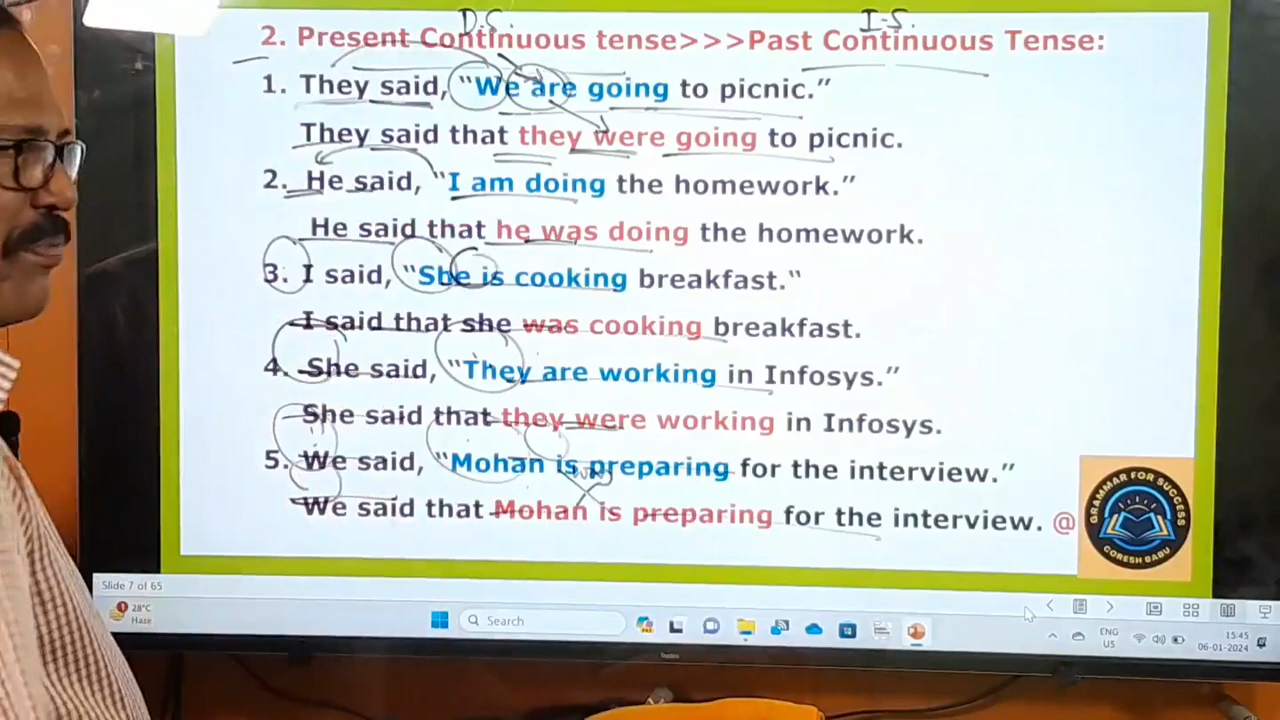 D.S.
I-S.
2. Present Continuous tense>>>Past Continuous Tense:
1. They said, "We are going to picnic."
They said that they were going to picnic.
2. He said, "I am doing the homework."
He said that he was doing the homework.
3. I said, "She is cooking breakfast."
I said that she was cooking breakfast.
4. She said, "They are working in Infosys."
She said that they were working in Infosys.
5. We said, "Mohan is preparing for the interview."
was
We said that Mohan is preparing for the interview. @
GRAMMAR FOR SUCCESS
CORESH BABU
Slide 7 of 65
1
28°C
Haze
Search
ENG
US
15:45
06-01-2024